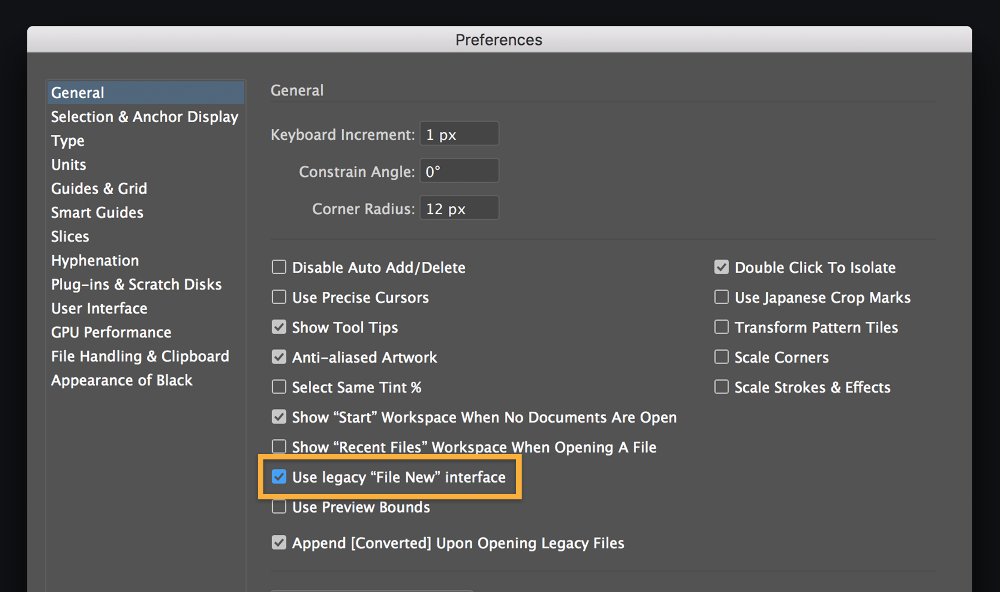 Preferences
General
Selection & Anchor Display
Type
Units
Guides & Grid
Smart Guides
Slices
Hyphenation
Plug-ins & Scratch Disks
User Interface
GPU Performance
File Handling & Clipboard
Appearance of Black
General
Keyboard Increment: 1 px
Constrain Angle: 0°
Corner Radius: 12 px
Disable Auto Add/Delete
Use Precise Cursors
Show Tool Tips
Anti-aliased Artwork
Select Same Tint %
Show “Start” Workspace When No Documents Are Open
Show “Recent Files” Workspace When Opening A File
Use legacy “File New” interface
Use Preview Bounds
Append [Converted] Upon Opening Legacy Files
Double Click To Isolate
Use Japanese Crop Marks
Transform Pattern Tiles
Scale Corners
Scale Strokes & Effects